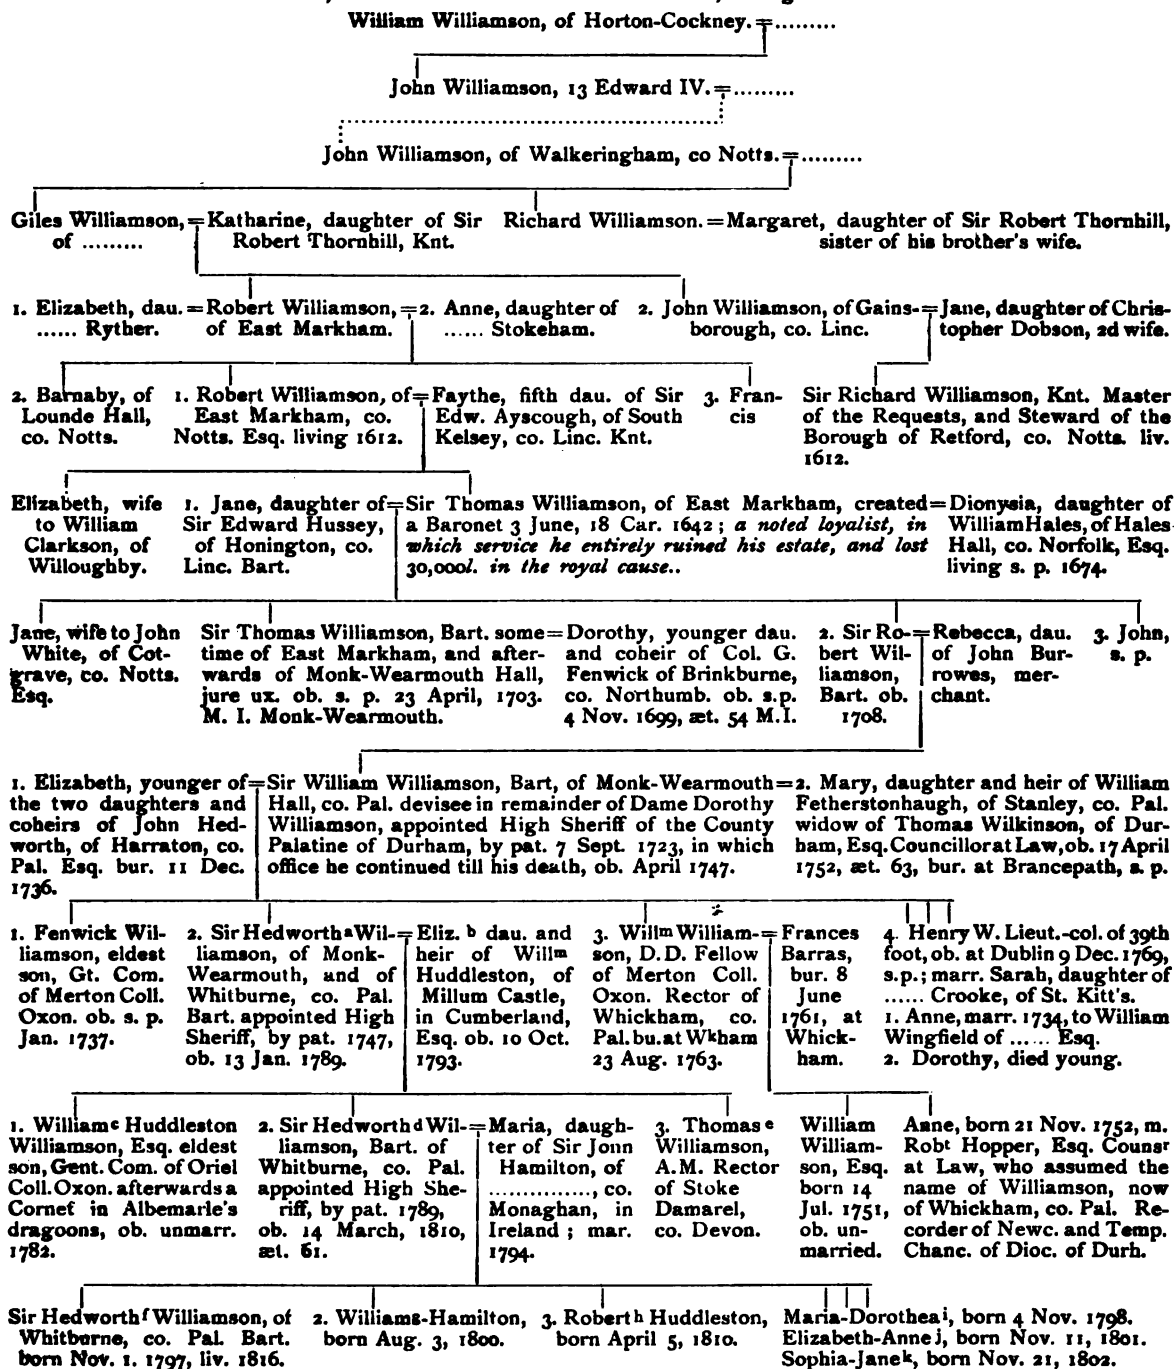 William Williamson, of Horton-Cockney. = .........
John Williamson, 13 Edward IV. = .........
John Williamson, of Walkeringham, co Notts. = .........
Giles Williamson, =
of .........
Katharine, daughter of Sir
Robert Thornhill, Knt.
Richard Williamson. =
Margaret, daughter of Sir Robert Thornhill,
sister of his brother's wife.
1. Elizabeth, dau. =
...... Ryther.
Robert Williamson, =
of East Markham.
2. Anne, daughter of
...... Stokeham.
2. John Williamson, of Gains- =
borough, co. Linc.
Jane, daughter of Chris-
topher Dobson, 2d wife.
2. Barnaby, of
Lounde Hall,
co. Notts.
1. Robert Williamson, of =
East Markham, co.
Notts. Esq. living 1612.
Faythe, fifth dau. of Sir
Edw. Ayscough, of South
Kelsey, co. Linc. Knt.
3. Fran-
cis
Sir Richard Williamson, Knt. Master
of the Requests, and Steward of the
Borough of Retford, co. Notts. liv.
1612.
Elizabeth, wife
to William
Clarkson, of
Willoughby.
1. Jane, daughter of =
Sir Edward Hussey,
of Honington, co.
Linc. Bart.
Sir Thomas Williamson, of East Markham, created =
a Baronet 3 June, 18 Car. 1642 ; a noted loyalist, in
which service he entirely ruined his estate, and lost
30,000l. in the royal cause..
Dionysia, daughter of
William Hales, of Hales
Hall, co. Norfolk, Esq.
living s. p. 1674.
Jane, wife to John
White, of Cot-
grave, co. Notts.
Esq.
Sir Thomas Williamson, Bart. some =
time of East Markham, and after-
wards of Monk-Wearmouth Hall,
jure ux. ob. s. p. 23 April, 1703.
M. I. Monk-Wearmouth.
Dorothy, younger dau.
and coheir of Col. G.
Fenwick of Brinkburne,
co. Northumb. ob. s.p.
4 Nov. 1699, æt. 54 M.I.
2. Sir Ro- =
bert Wil-
liamson,
Bart. ob.
1708.
Rebecca, dau.
of John Bur-
rowes, mer-
chant.
3. John,
s. p.
1. Elizabeth, younger of =
the two daughters and
coheirs of John Hed-
worth, of Harraton, co.
Pal. Esq. bur. 11 Dec.
1736.
Sir William Williamson, Bart, of Monk-Wearmouth =
Hall, co. Pal. devisee in remainder of Dame Dorothy
Williamson, appointed High Sheriff of the County
Palatine of Durham, by pat. 7 Sept. 1723, in which
office he continued till his death, ob. April 1747.
2. Mary, daughter and heir of William
Fetherstonhaugh, of Stanley, co. Pal.
widow of Thomas Wilkinson, of Dur-
ham, Esq. Councillor at Law, ob. 17 April
1752, æt. 63, bur. at Brancepath, s. p.
1. Fenwick Wil-
liamson, eldest
son, Gt. Com.
of Merton Coll.
Oxon. ob. s. p.
Jan. 1737.
2. Sir Hedworth a Wil- =
liamson, of Monk-
Wearmouth, and of
Whitburne, co. Pal.
Bart. appointed High
Sheriff, by pat. 1747,
ob. 13 Jan. 1789.
Eliz. b dau. and
heir of Willm
Huddleston, of
Millum Castle,
in Cumberland,
Esq. ob. 10 Oct.
1793.
3. Willm William- =
son, D.D. Fellow
of Merton Coll.
Oxon. Rector of
Whickham, co.
Pal. bu. at Wkham
23 Aug. 1763.
Frances
Barras,
bur. 8
June
1761, at
Whick-
ham.
4. Henry W. Lieut.-col. of 39th
foot, ob. at Dublin 9 Dec. 1769,
s.p.; marr. Sarah, daughter of
...... Crooke, of St. Kitt's.
1. Anne, marr. 1734, to William
Wingfield of ...... Esq.
2. Dorothy, died young.
1. William c Huddleston
Williamson, Esq. eldest
son, Gent. Com. of Oriel
Coll. Oxon. afterwards a
Cornet in Albemarle's
dragoons, ob. unmarr.
1782.
2. Sir Hedworth d Wil- =
liamson, Bart. of
Whitburne, co. Pal.
appointed High She-
riff, by pat. 1789,
ob. 14 March, 1810,
æt. 61.
Maria, daugh-
ter of Sir John
Hamilton, of
..............., co.
Monaghan, in
Ireland ; mar.
1794.
3. Thomas e
Williamson,
A.M. Rector
of Stoke
Damarel,
co. Devon.
William
William-
son, Esq.
born 14
Jul. 1751,
ob. un-
married.
Anne, born 21 Nov. 1752, m.
Robt Hopper, Esq. Counsr
at Law, who assumed the
name of Williamson, now
of Whickham, co. Pal. Re-
corder of Newc. and Temp.
Chanc. of Dioc. of Durh.
Sir Hedworth f Williamson, of
Whitburne, co. Pal. Bart.
born Nov. 1. 1797, liv. 1816.
2. William g-Hamilton,
born Aug. 3, 1800.
3. Robert h Huddleston,
born April 5, 1810.
Maria-Dorothea i, born 4 Nov. 1798.
Elizabeth-Anne j, born Nov. 11, 1801.
Sophia-Jane k, born Nov. 21, 1802.